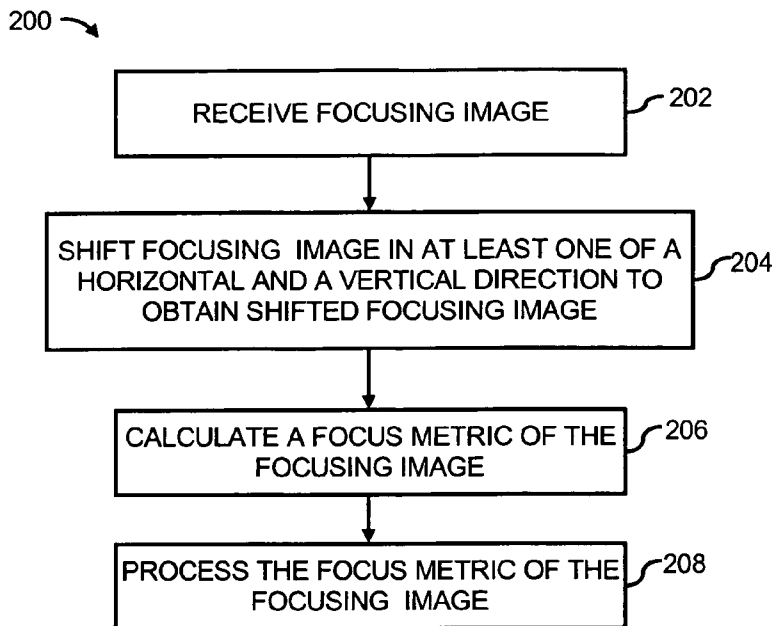 200
RECEIVE FOCUSING IMAGE
202
SHIFT FOCUSING IMAGE IN AT LEAST ONE OF A
HORIZONTAL AND A VERTICAL DIRECTION TO
OBTAIN SHIFTED FOCUSING IMAGE
204
CALCULATE A FOCUS METRIC OF THE
FOCUSING IMAGE
206
PROCESS THE FOCUS METRIC OF THE
FOCUSING IMAGE
208